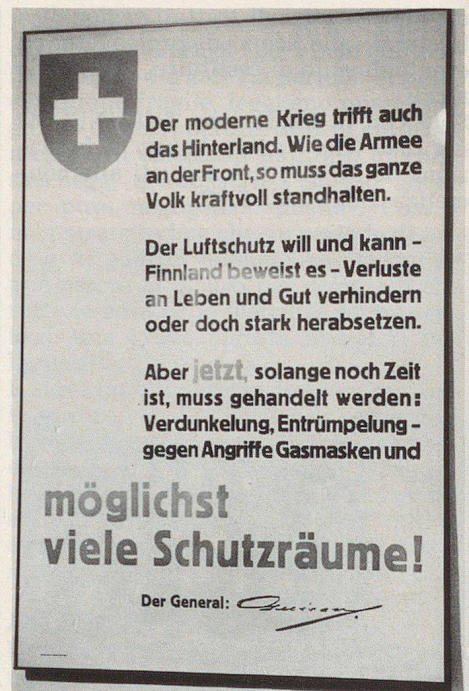 Der moderne Krieg trifft auch
das Hinterland. Wie die Armee
an der Front, so muss das ganze
Volk kraftvoll standhalten.
Der Luftschutz will und kann –
Finnland beweist es – Verluste
an Leben und Gut verhindern
oder doch stark herabsetzen.
Aber jetzt, solange noch Zeit
ist, muss gehandelt werden:
Verdunkelung, Entrümpelung –
gegen Angriffe Gasmasken und
möglichst
viele Schutzräume!
Der General: